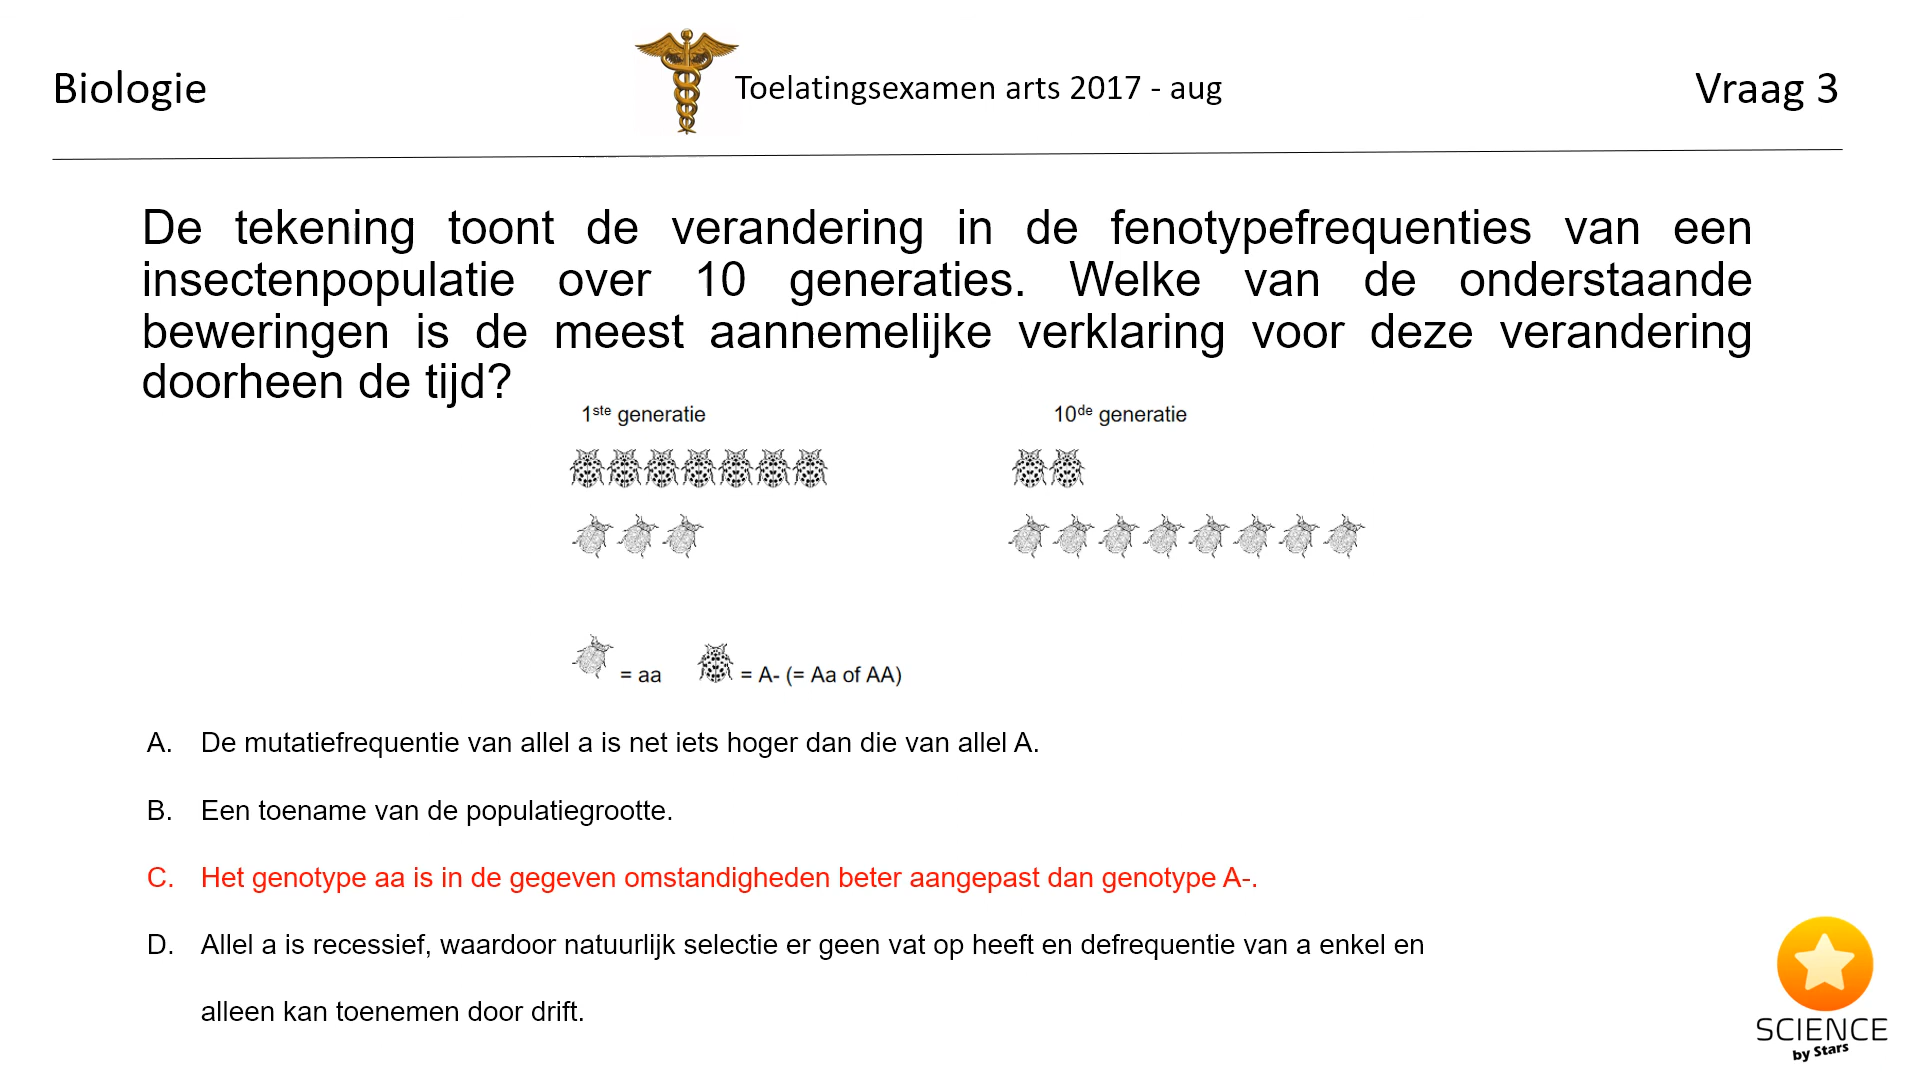 Biologie
Toelatingsexamen arts 2017 - aug
Vraag 3
De tekening toont de verandering in de fenotypefrequenties van een
insectenpopulatie over 10 generaties. Welke van de onderstaande
beweringen is de meest aannemelijke verklaring voor deze verandering
doorheen de tijd?
1ste generatie
10de generatie
= aa
= A- (= Aa of AA)
A. De mutatiefrequentie van allel a is net iets hoger dan die van allel A.
B. Een toename van de populatiegrootte.
C. Het genotype aa is in de gegeven omstandigheden beter aangepast dan genotype A-.
D. Allel a is recessief, waardoor natuurlijk selectie er geen vat op heeft en defrequentie van a enkel en
alleen kan toenemen door drift.
SCIENCE
by Stars